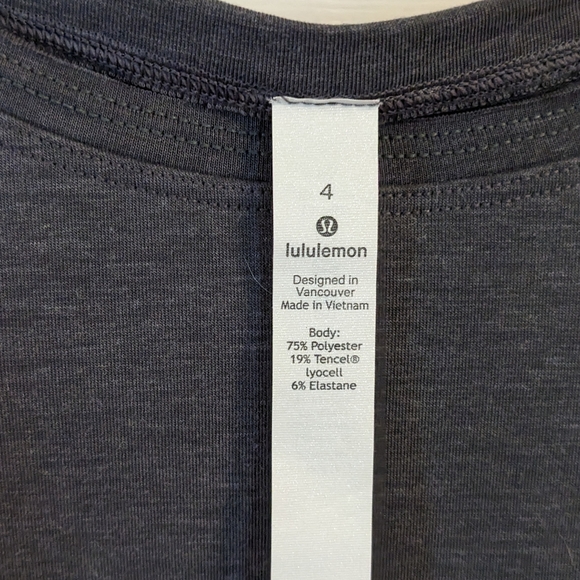 4
lululemon
Designed in
Vancouver
Made in Vietnam
Body:
75% Polyester
19% Tencel®
lyocell
6% Elastane